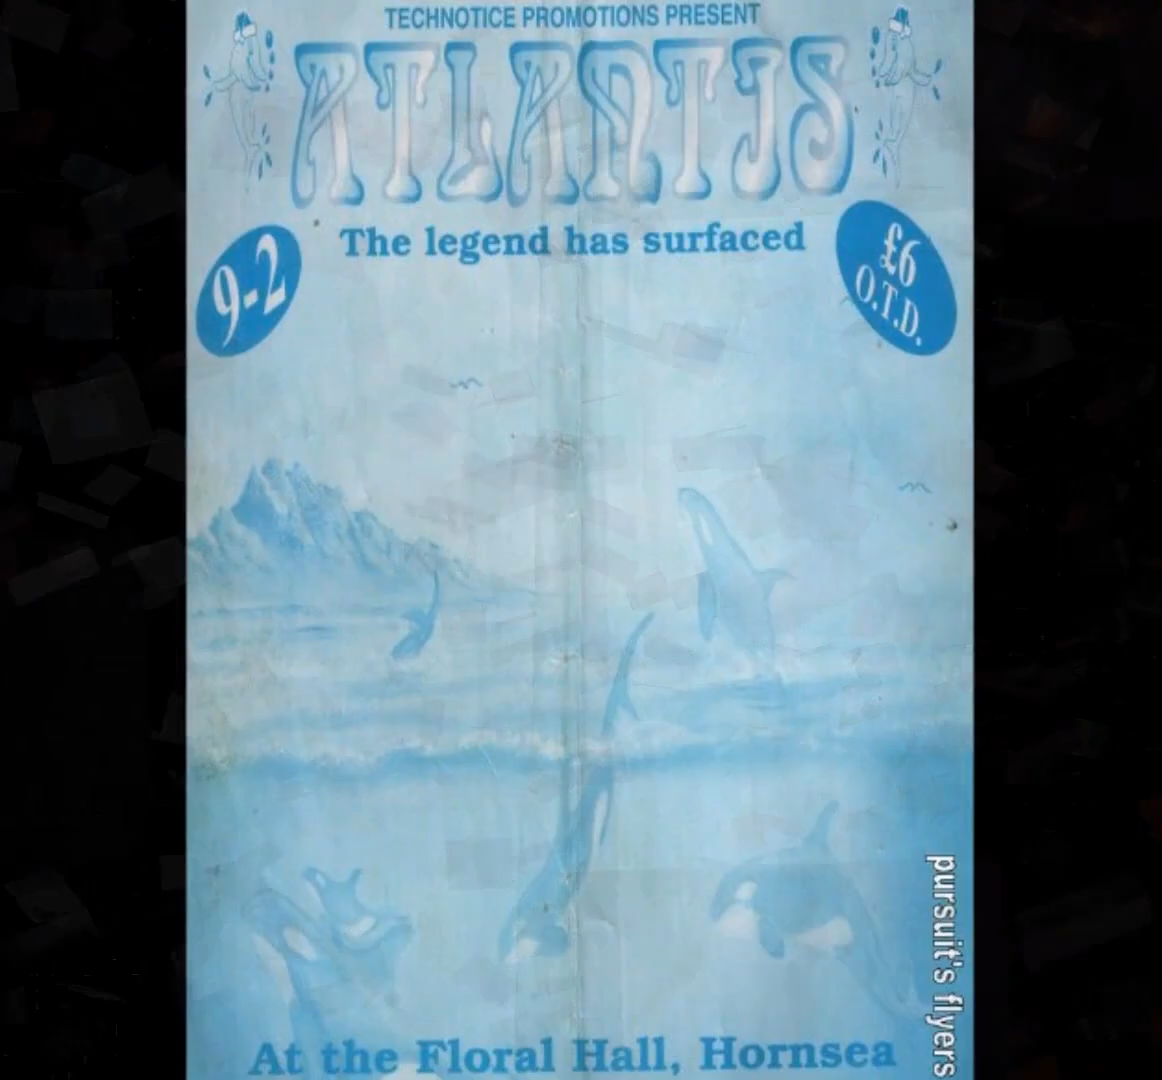 TECHNOTICE PROMOTIONS PRESENT
ATLANTIS
The legend has surfaced
9-2
£6
O.T.D.
At the Floral Hall, Hornsea
pursuit's flyers